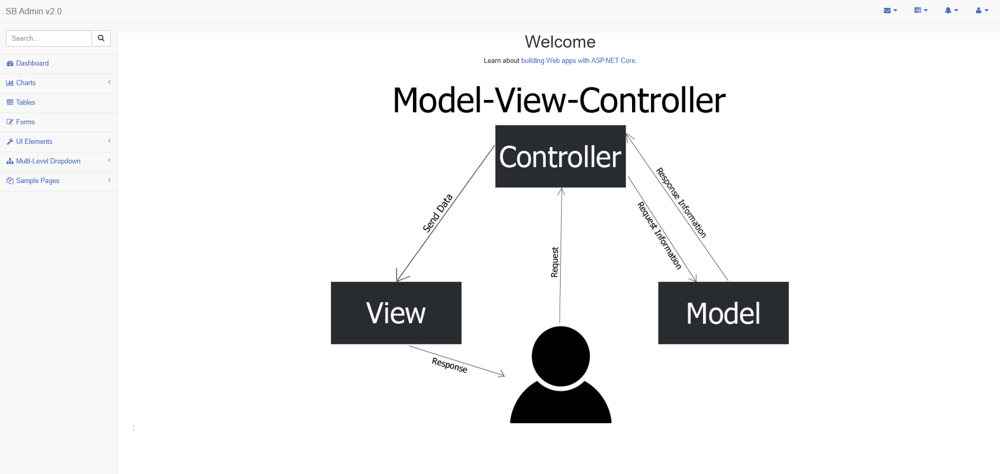 SB Admin v2.0
Search...
Dashboard
Charts
Tables
Forms
UI Elements
Multi-Level Dropdown
Sample Pages
Welcome
Learn about building Web apps with ASP.NET Core.
Model-View-Controller
Controller
Send Data
Request
Request Information
Response Information
View
Model
Response
;